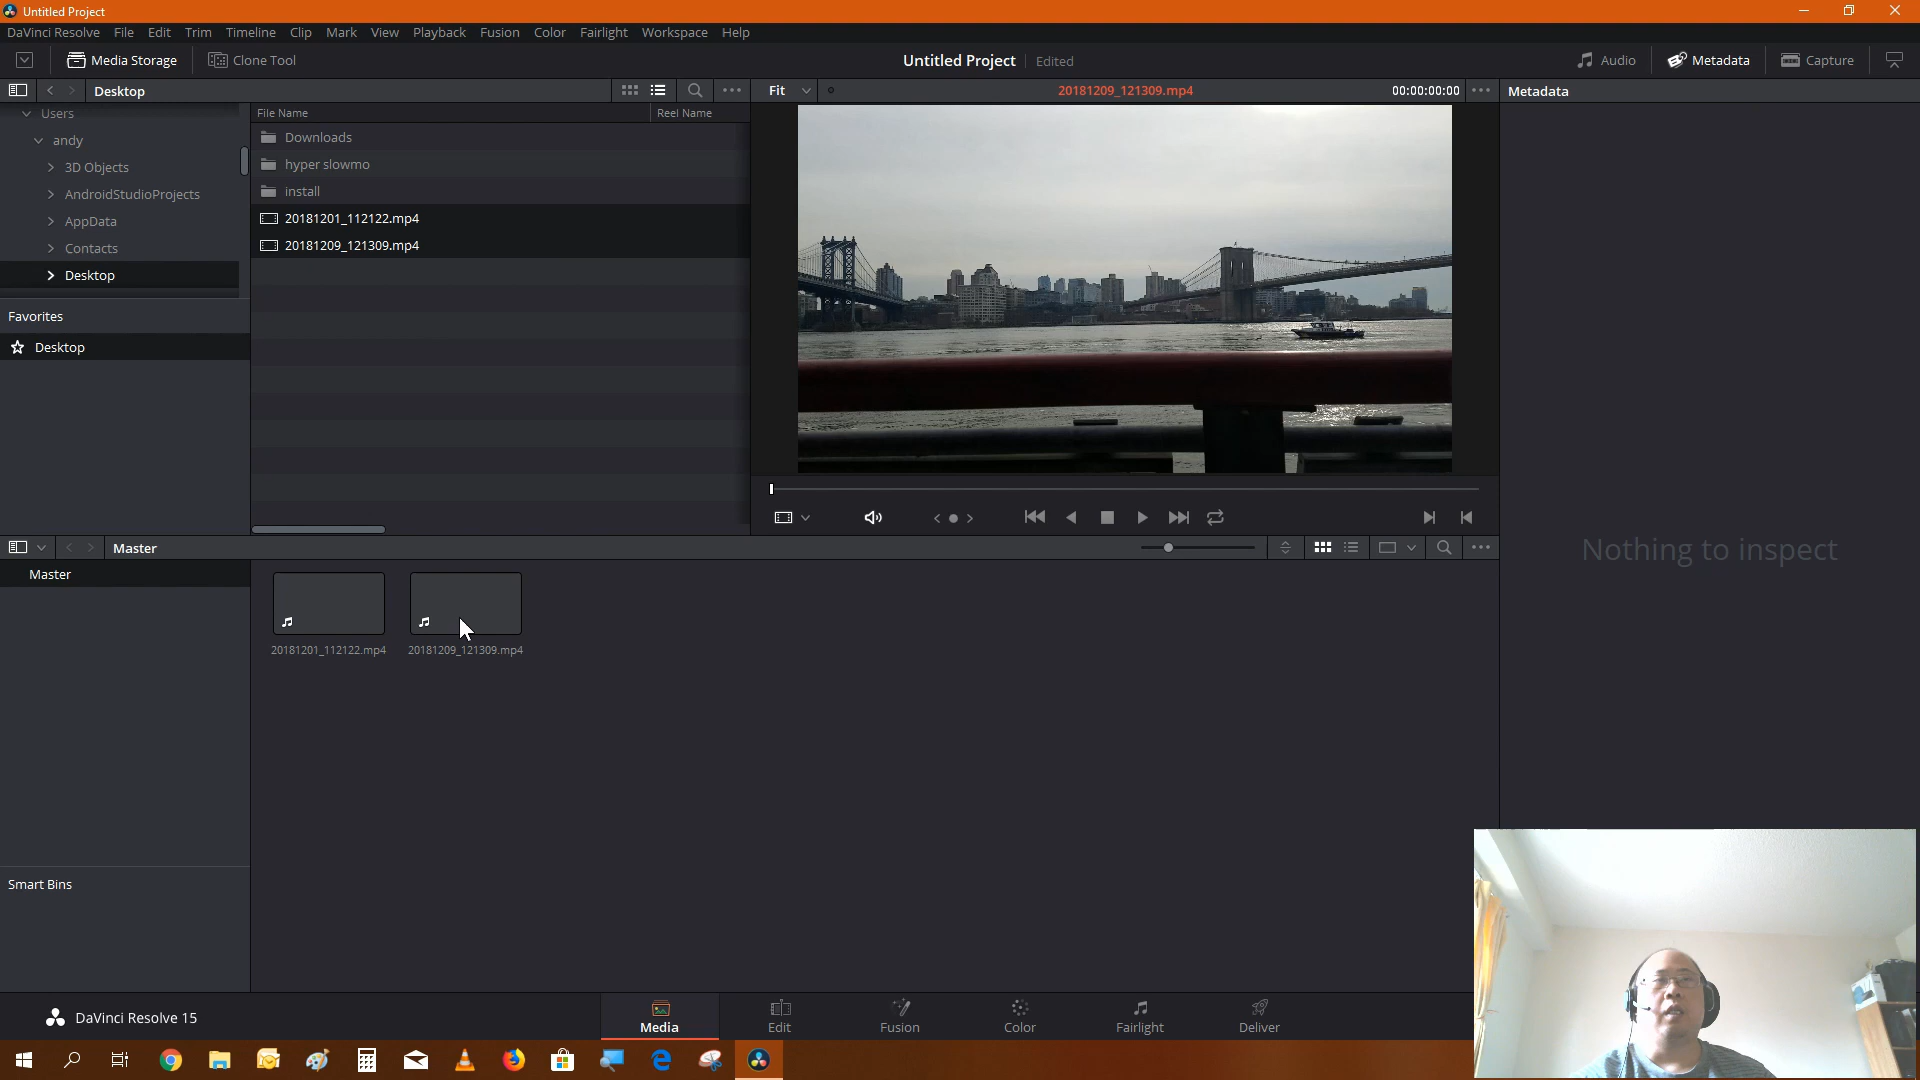 Untitled Project
DaVinci Resolve File Edit Trim Timeline Clip Mark View Playback Fusion Color Fairlight Workspace Help
Media Storage Clone Tool Untitled Project Edited Audio Metadata Capture
Desktop Fit 20181209_121309.mp4 00:00:00:00 Metadata
Users File Name Reel Name
andy Downloads
3D Objects hyper slowmo
AndroidStudioProjects install
AppData 20181201_112122.mp4
Contacts 20181209_121309.mp4
Desktop
Favorites
Desktop
Master
Nothing to inspect
Master
20181201_112122.mp4 20181209_121309.mp4
Smart Bins
DaVinci Resolve 15 Media Edit Fusion Color Fairlight Deliver